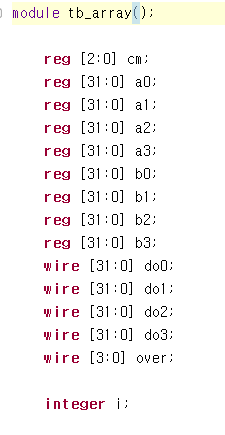 module tb_array();
reg [2:0] cm;
reg [31:0] a0;
reg [31:0] a1;
reg [31:0] a2;
reg [31:0] a3;
reg [31:0] b0;
reg [31:0] b1;
reg [31:0] b2;
reg [31:0] b3;
wire [31:0] do0;
wire [31:0] do1;
wire [31:0] do2;
wire [31:0] do3;
wire [3:0] over;
integer i;